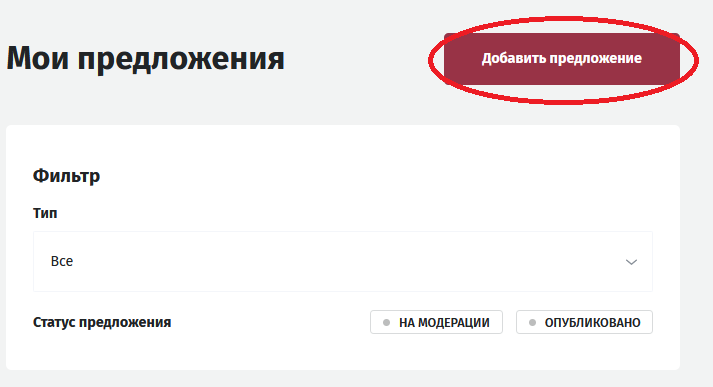 Мои предложения
Добавить предложение
Фильтр
Тип
Все
Статус предложения
НА МОДЕРАЦИИ
ОПУБЛИКОВАНО